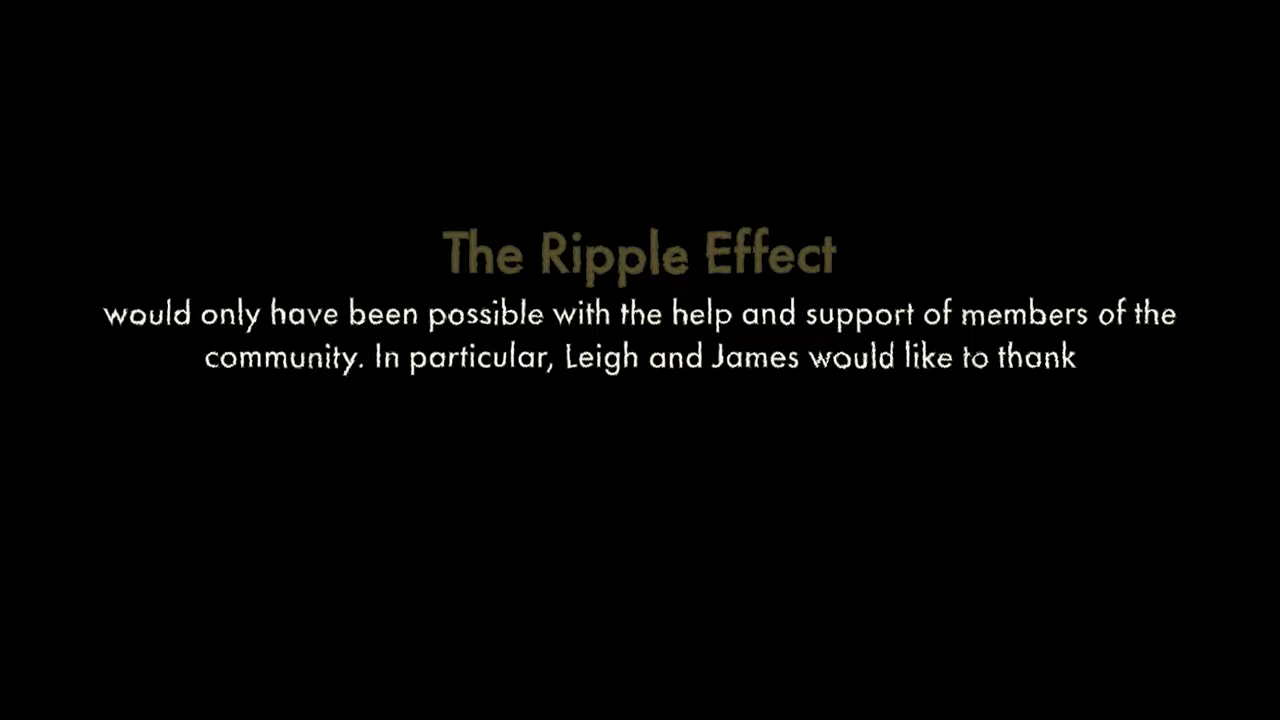 The Ripple Effect
would only have been possible with the help and support of members of the
community. In particular, Leigh and James would like to thank